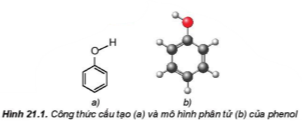 H
O
a) b)
Hình 21.1. Công thức cấu tạo (a) và mô hình phân tử (b) của phenol